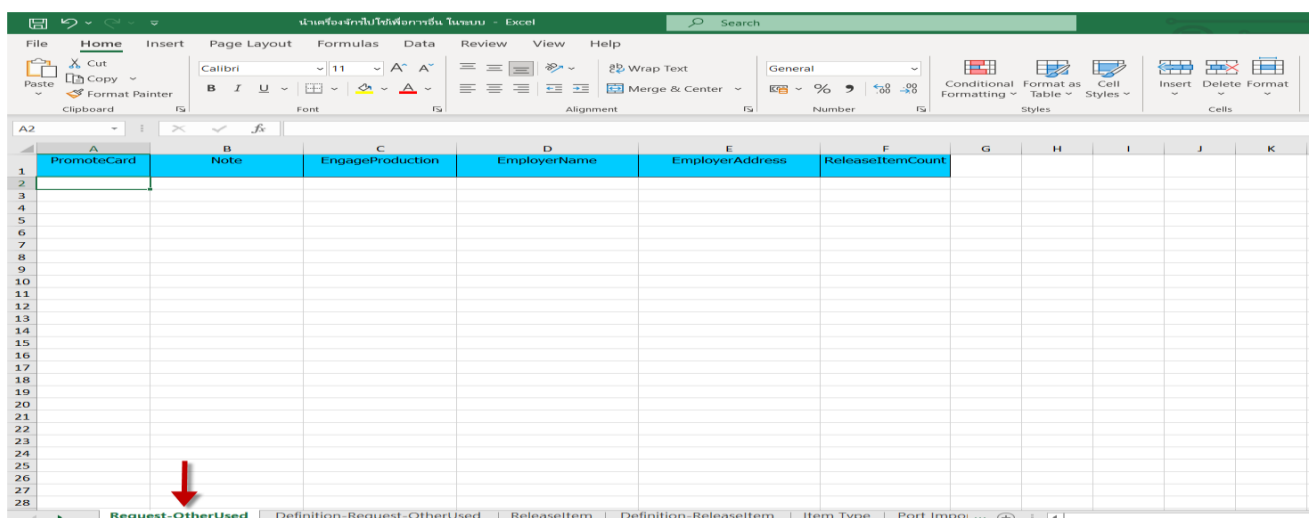 นำเครื่องจักรไปใช้เพื่อการอื่น ในระบบ - Excel
Search
File Home Insert Page Layout Formulas Data Review View Help
Cut
Copy
Format Painter
Paste
Calibri 11 A^ Aˇ
B I U A
Wrap Text
Merge & Center
General
% 9
Conditional Formatting
Format as Table
Cell Styles
Insert Delete Format
Clipboard Font Alignment Number Styles Cells
A2 fx
A B C D E F G H I J K
1 PromoteCard Note EngageProduction EmployerName EmployerAddress ReleaseItemCount
2
3
4
5
6
7
8
9
10
11
12
13
14
15
16
17
18
19
20
21
22
23
24
25
26
27
28
Request-OtherUsed Definition-Request-OtherUsed ReleaseItem Definition-ReleaseItem Item Type Port Impo ...